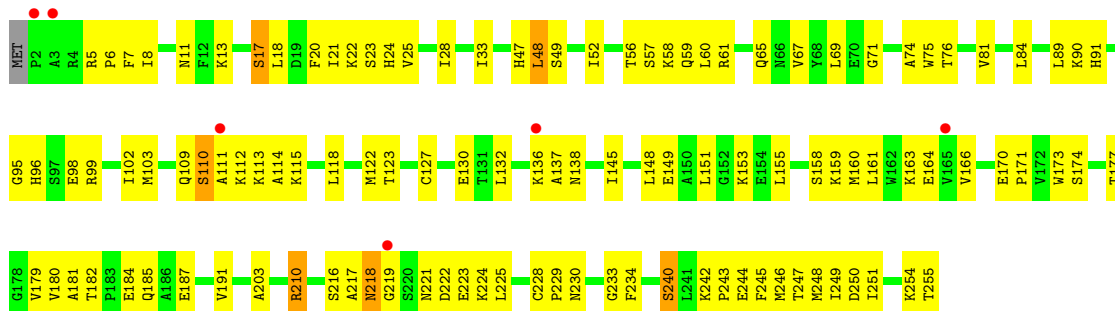 MET P2 A3 R4 R5 P6 F7 I8 N11 F12 K13 S17 L18 D19 F20 I21 K22 S23 H24 V25 I28 I33 H47 L48 S49 I52 T56 S57 K58 Q59 L60 R61 Q65 N66 V67 Y68 L69 E70 G71 A74 W75 T76 V81 L84 L89 K90 H91
G95 H96 S97 E98 R99 I102 M103 Q109 S110 A111 K112 K113 A114 K115 L118 M122 T123 C127 E130 T131 L132 K136 A137 N138 I145 L148 E149 A150 L151 G152 K153 E154 L155 S158 K159 M160 L161 W162 K163 E164 V165 V166 E170 P171 V172 W173 S174 T177
G178 V179 V180 A181 T182 P183 E184 Q185 A186 E187 V191 A203 R210 S216 A217 N218 G219 S220 N221 D222 E223 K224 L225 C228 P229 N230 G233 F234 S240 L241 K242 P243 E244 F245 M246 T247 M248 I249 D250 I251 K254 T255